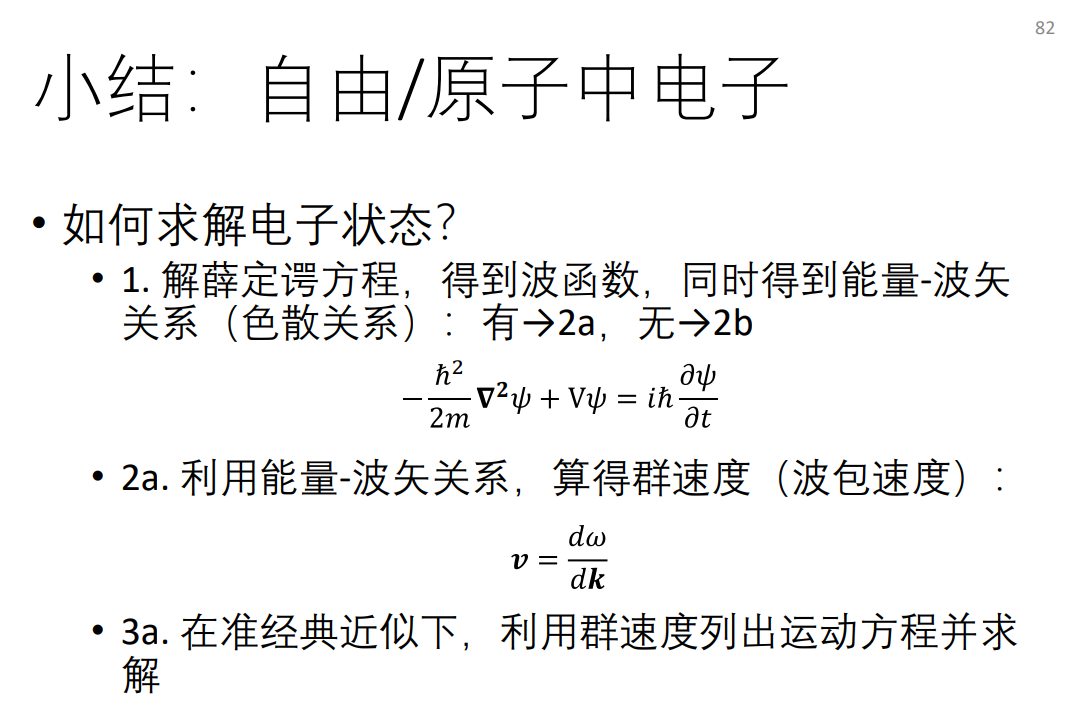 82
小结：自由/原子中电子
• 如何求解电子状态？
• 1. 解薛定谔方程，得到波函数，同时得到能量-波矢
关系（色散关系）：有→2a，无→2b
−ħ²/2m ∇²ψ + Vψ = iħ ∂ψ/∂t
• 2a. 利用能量-波矢关系，算得群速度（波包速度）：
v = dω/dk
• 3a. 在准经典近似下，利用群速度列出运动方程并求
解